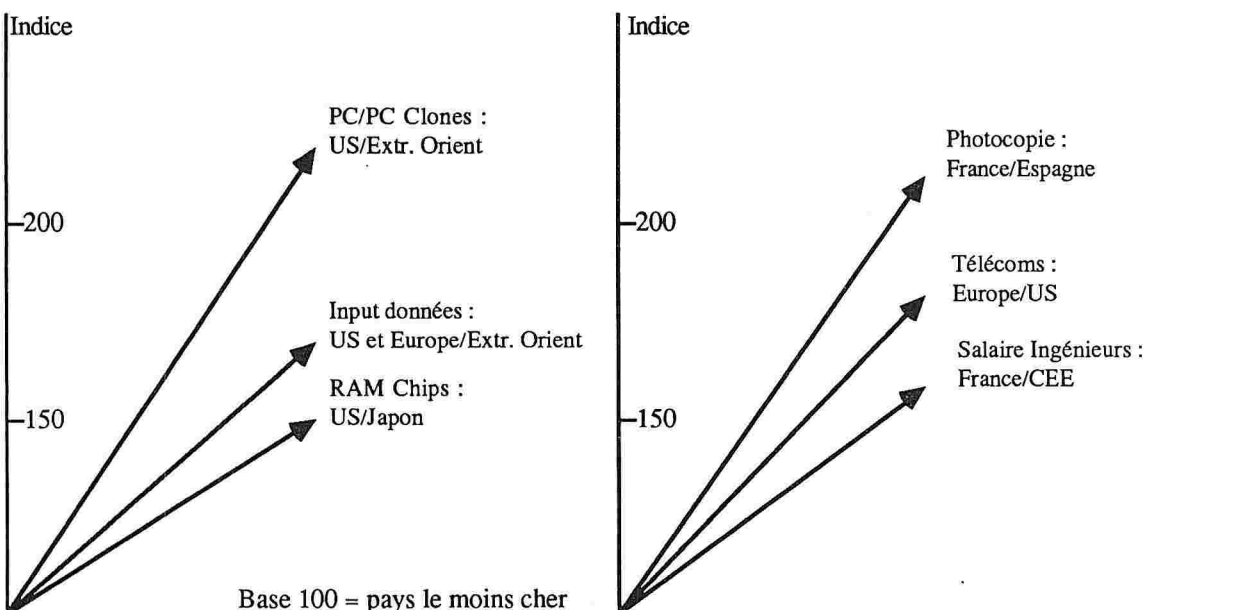 Indice
PC/PC Clones :
US/Extr. Orient
200
Input données :
US et Europe/Extr. Orient
RAM Chips :
US/Japon
150
Base 100 = pays le moins cher
Indice
Photocopie :
France/Espagne
200
Télécoms :
Europe/US
Salaire Ingénieurs :
France/CEE
150